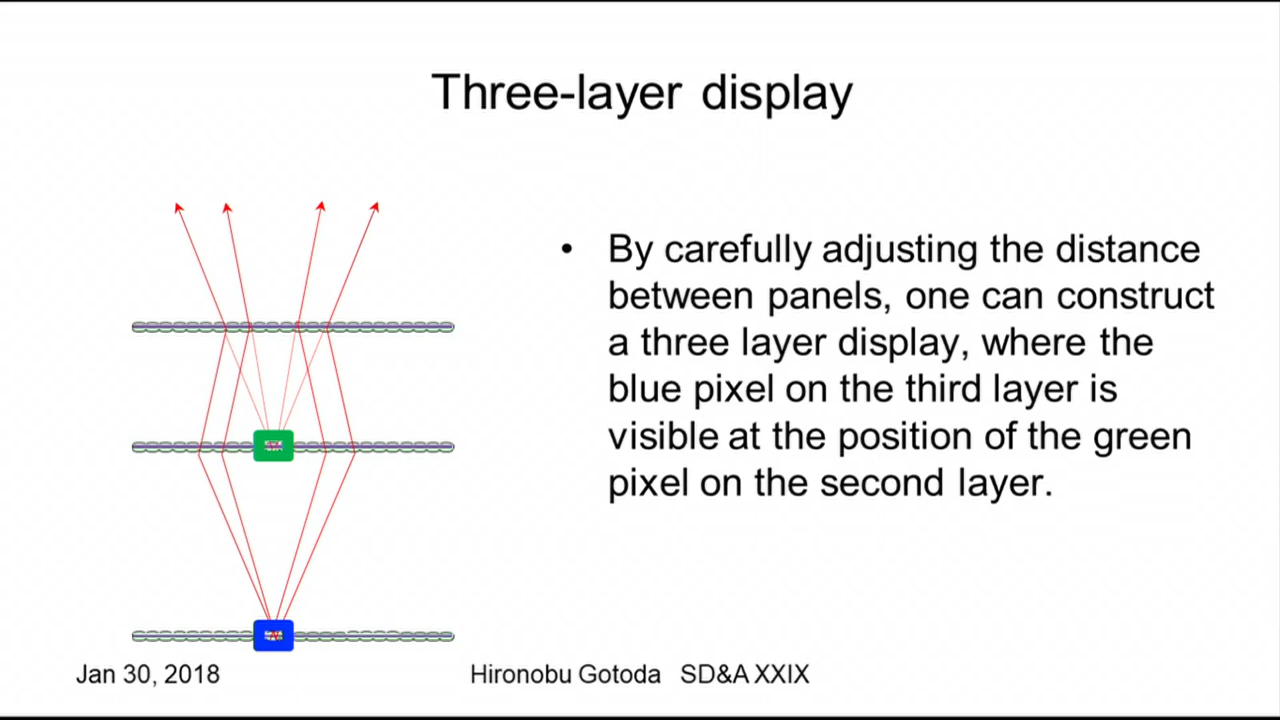 Three-layer display
• By carefully adjusting the distance
between panels, one can construct
a three layer display, where the
blue pixel on the third layer is
visible at the position of the green
pixel on the second layer.
Jan 30, 2018
Hironobu Gotoda SD&A XXIX